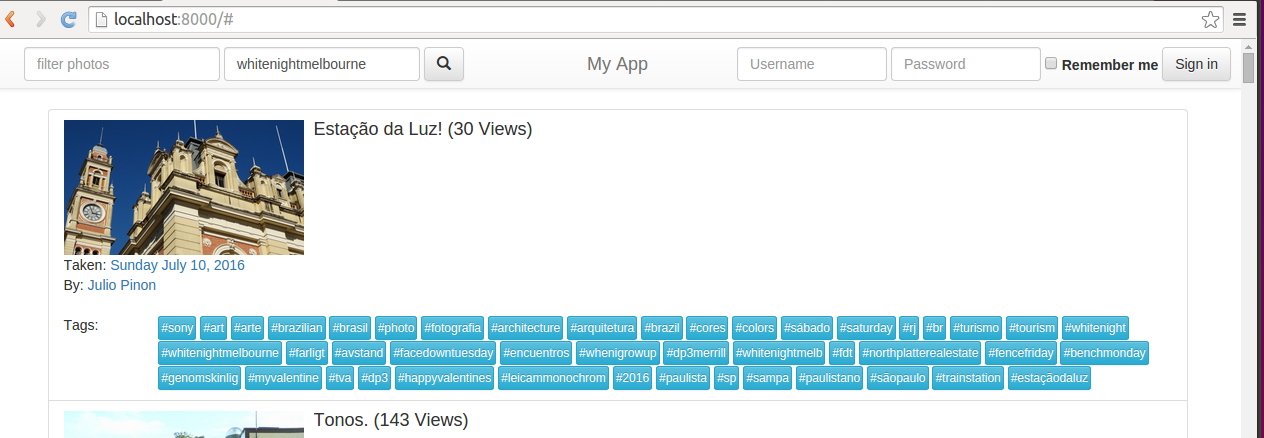 localhost:8000/#
filter photos whitenightmelbourne My App Username Password Remember me Sign in
Estação da Luz! (30 Views)
Taken: Sunday July 10, 2016
By: Julio Pinon
Tags: #sony #art #arte #brazilian #brasil #photo #fotografia #architecture #arquitetura #brazil #cores #colors #sábado #saturday #rj #br #turismo #tourism #whitenight
#whitenightmelbourne #farligt #avstand #facedowntuesday #encuentros #whenigrowup #dp3merrill #whitenightmelb #fdt #northplatterealestate #fencefriday #benchmonday
#genomskinlig #myvalentine #tva #dp3 #happyvalentines #leicammonochrom #2016 #paulista #sp #sampa #paulistano #sãopaulo #trainstation #estaçãodaluz
Tonos. (143 Views)